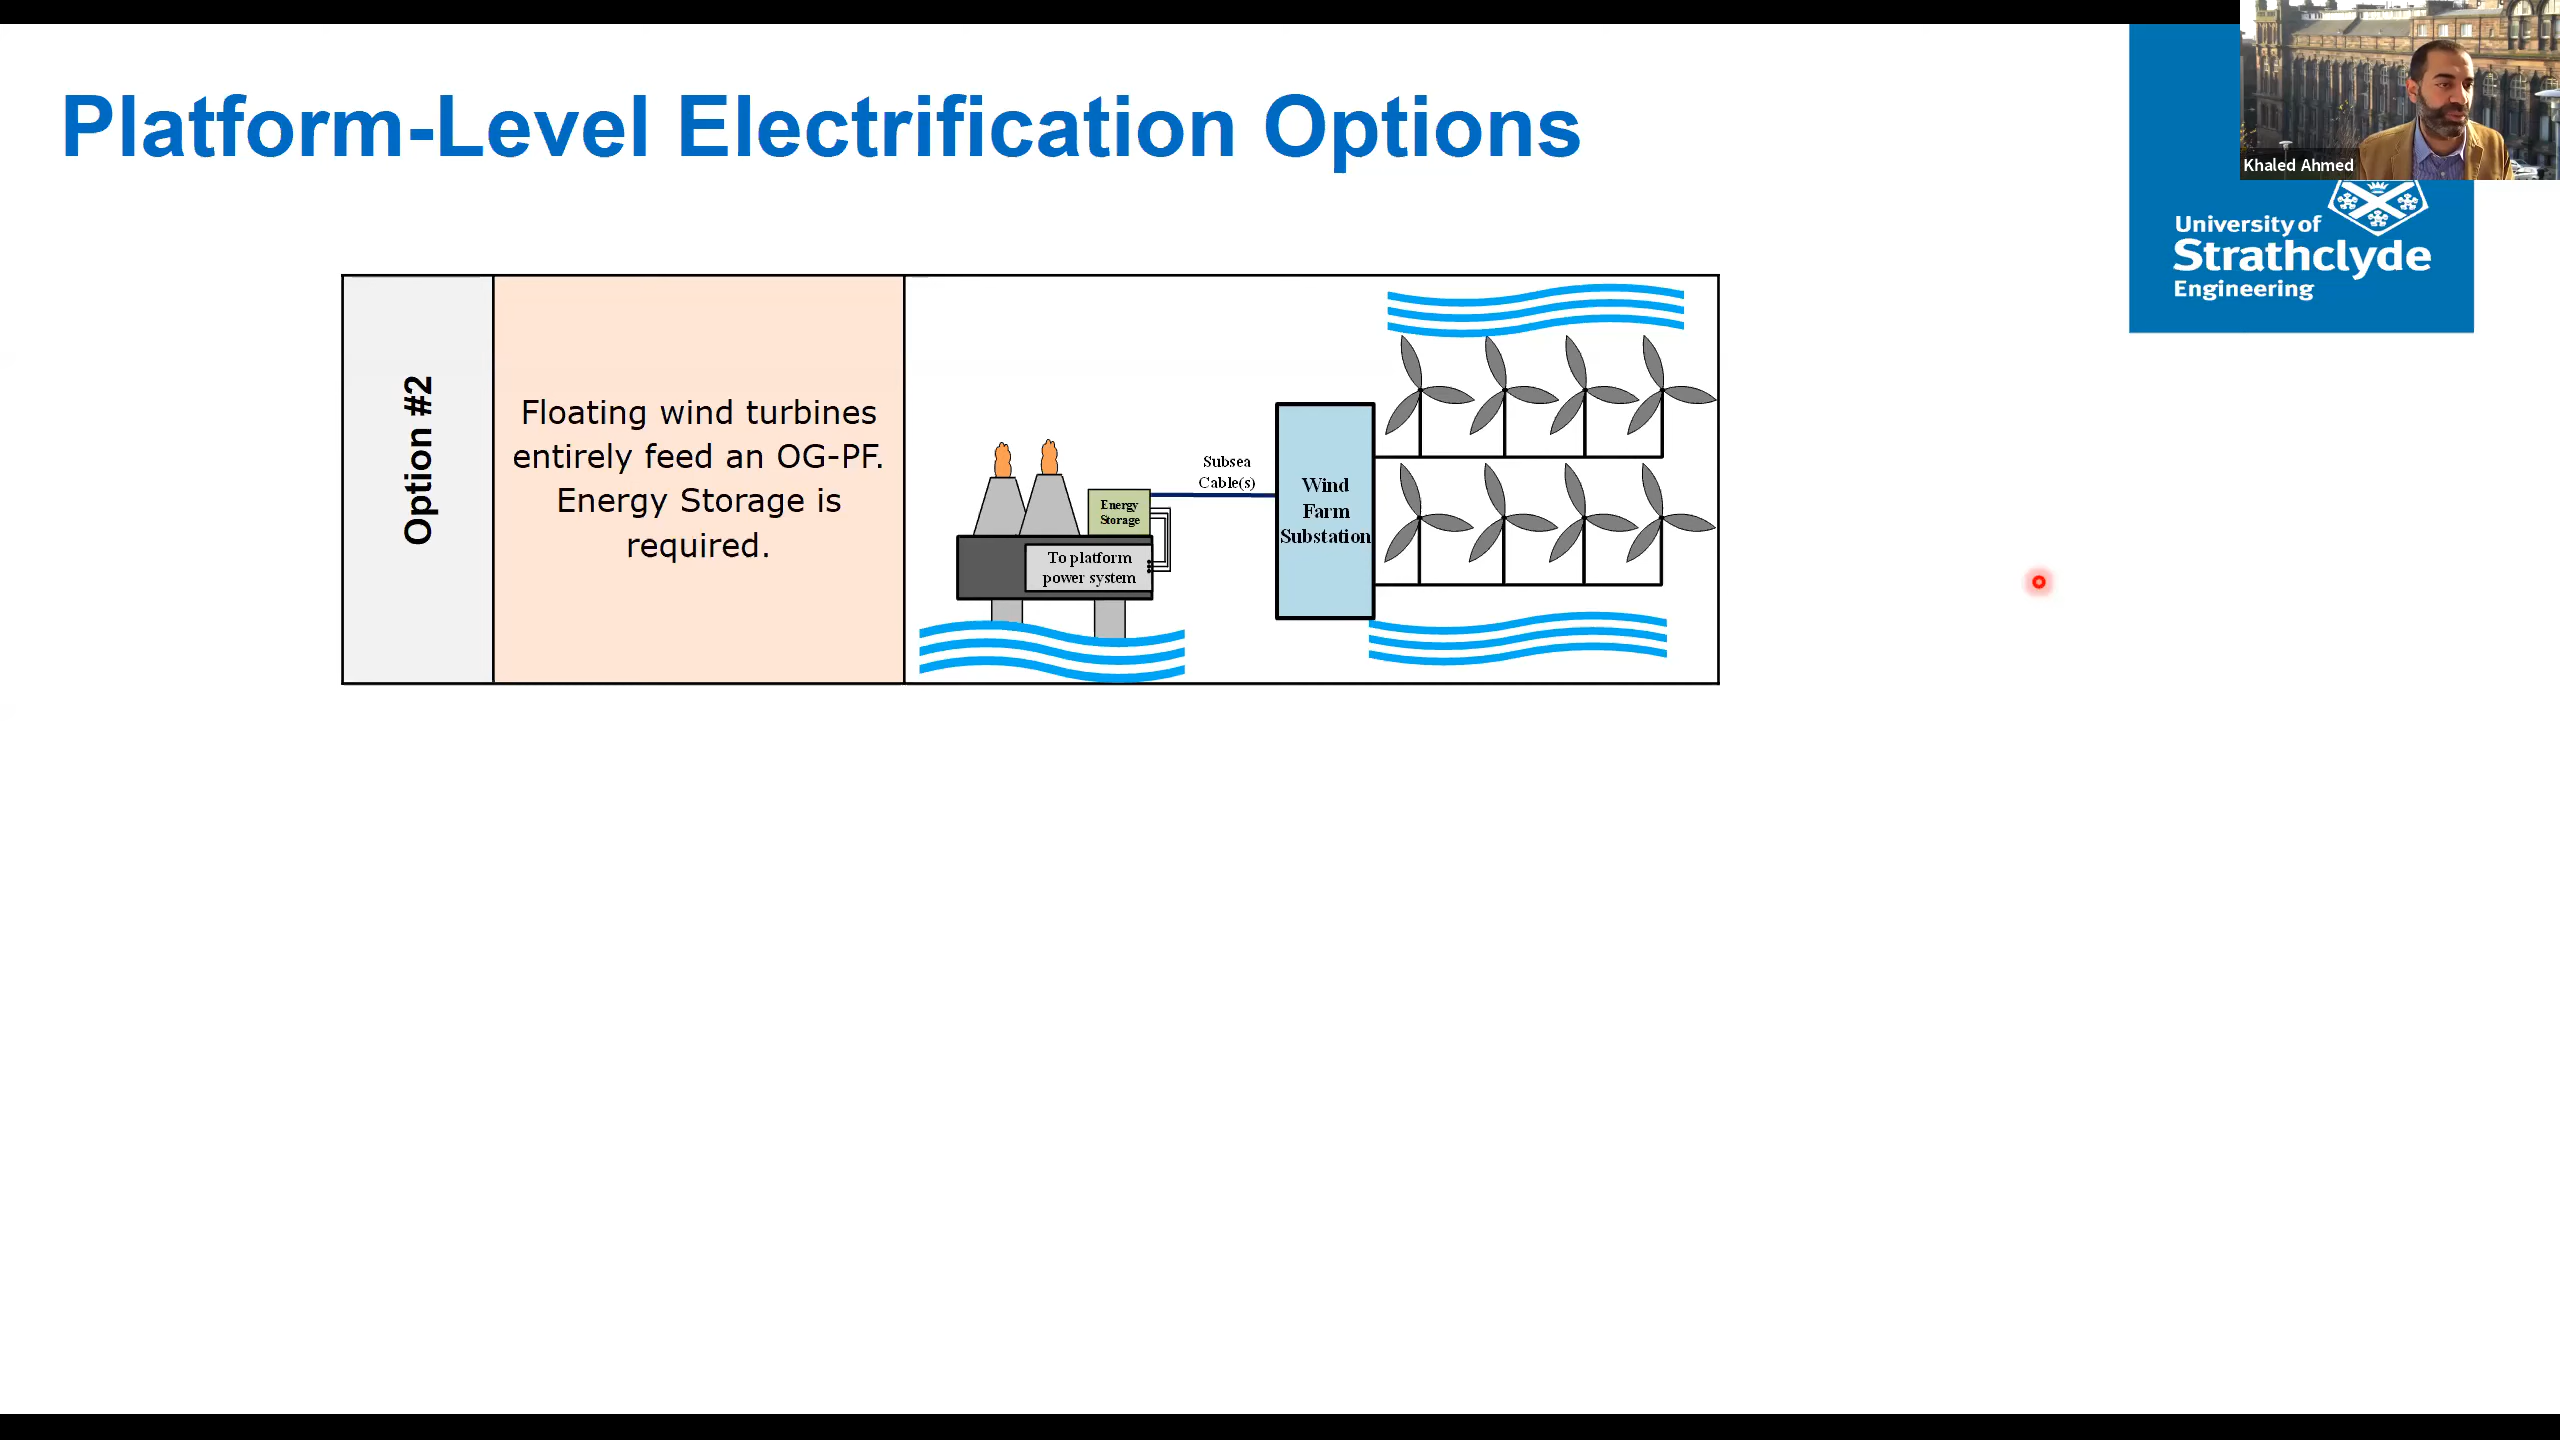 Platform-Level Electrification Options
Khaled Ahmed
University of
Strathclyde
Engineering
Option #2
Floating wind turbines
entirely feed an OG-PF.
Energy Storage is
required.
Energy
Storage
To platform
power system
Subsea
Cable(s)
Wind
Farm
Substation